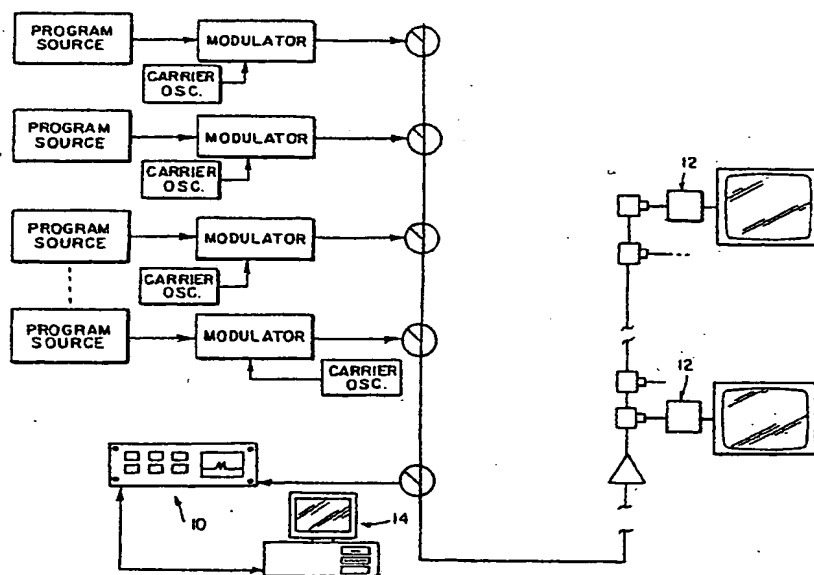 PROGRAM
SOURCE
MODULATOR
CARRIER
OSC.
PROGRAM
SOURCE
MODULATOR
CARRIER
OSC.
12
PROGRAM
SOURCE
MODULATOR
CARRIER
OSC.
PROGRAM
SOURCE
MODULATOR
CARRIER
OSC.
12
10
14